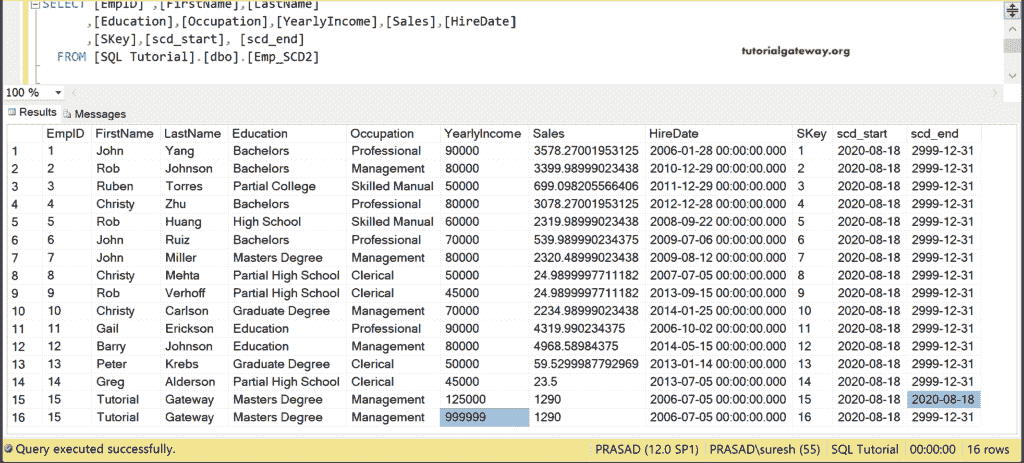 SELECT [EmpID] ,[FirstName],[LastName]
,[Education],[Occupation],[YearlyIncome],[Sales],[HireDate]
,[SKey],[scd_start], [scd_end]
FROM [SQL Tutorial].[dbo].[Emp_SCD2]
tutorialgateway.org
100 %
Results Messages
EmpID FirstName LastName Education Occupation YearlyIncome Sales HireDate SKey scd_start scd_end
1 1 John Yang Bachelors Professional 90000 3578.27001953125 2006-01-28 00:00:00.000 1 2020-08-18 2999-12-31
2 2 Rob Johnson Bachelors Management 80000 3399.98999023438 2010-12-29 00:00:00.000 2 2020-08-18 2999-12-31
3 3 Ruben Torres Partial College Skilled Manual 50000 699.098205566406 2011-12-29 00:00:00.000 3 2020-08-18 2999-12-31
4 4 Christy Zhu Bachelors Professional 80000 3078.27001953125 2012-12-28 00:00:00.000 4 2020-08-18 2999-12-31
5 5 Rob Huang High School Skilled Manual 60000 2319.98999023438 2008-09-22 00:00:00.000 5 2020-08-18 2999-12-31
6 6 John Ruiz Bachelors Professional 70000 539.989990234375 2009-07-06 00:00:00.000 6 2020-08-18 2999-12-31
7 7 John Miller Masters Degree Management 80000 2320.48999023438 2009-08-12 00:00:00.000 7 2020-08-18 2999-12-31
8 8 Christy Mehta Partial High School Clerical 50000 24.9899997711182 2007-07-05 00:00:00.000 8 2020-08-18 2999-12-31
9 9 Rob Verhoff Partial High School Clerical 45000 24.9899997711182 2013-09-15 00:00:00.000 9 2020-08-18 2999-12-31
10 10 Christy Carlson Graduate Degree Management 70000 2234.98999023438 2014-01-25 00:00:00.000 10 2020-08-18 2999-12-31
11 11 Gail Erickson Education Professional 90000 4319.990234375 2006-10-02 00:00:00.000 11 2020-08-18 2999-12-31
12 12 Barry Johnson Education Management 80000 4968.58984375 2014-05-15 00:00:00.000 12 2020-08-18 2999-12-31
13 13 Peter Krebs Graduate Degree Clerical 50000 59.5299987792969 2013-01-14 00:00:00.000 13 2020-08-18 2999-12-31
14 14 Greg Alderson Partial High School Clerical 45000 23.5 2013-07-05 00:00:00.000 14 2020-08-18 2999-12-31
15 15 Tutorial Gateway Masters Degree Management 125000 1290 2006-07-05 00:00:00.000 15 2020-08-18 2020-08-18
16 15 Tutorial Gateway Masters Degree Management 999999 1290 2006-07-05 00:00:00.000 16 2020-08-18 2999-12-31
Query executed successfully. PRASAD (12.0 SP1) PRASAD\suresh (55) SQL Tutorial 00:00:00 16 rows